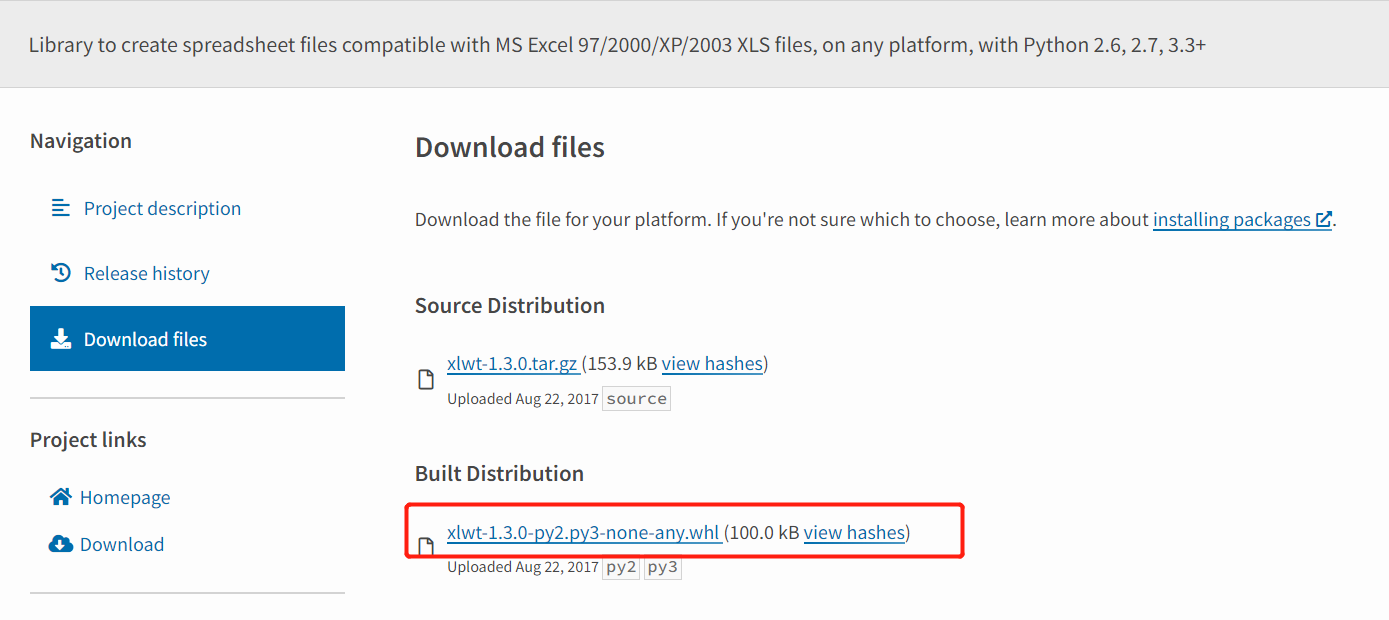 Library to create spreadsheet files compatible with MS Excel 97/2000/XP/2003 XLS files, on any platform, with Python 2.6, 2.7, 3.3+
Navigation
Project description
Release history
Download files
Project links
Homepage
Download
Download files
Download the file for your platform. If you're not sure which to choose, learn more about installing packages.
Source Distribution
xlwt-1.3.0.tar.gz (153.9 kB view hashes)
Uploaded Aug 22, 2017 source
Built Distribution
xlwt-1.3.0-py2.py3-none-any.whl (100.0 kB view hashes)
Uploaded Aug 22, 2017 py2 py3